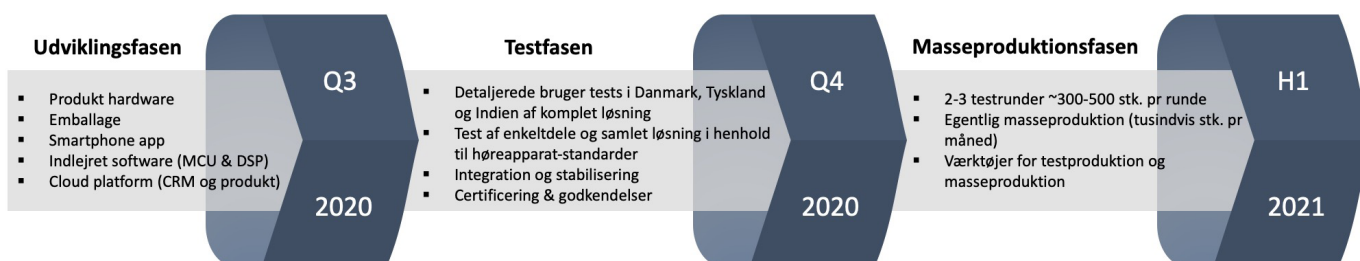 Udviklingsfasen
▪ Produkt hardware
▪ Emballage
▪ Smartphone app
▪ Indlejret software (MCU & DSP)
▪ Cloud platform (CRM og produkt)
Q3
2020
Testfasen
▪ Detaljerede bruger tests i Danmark, Tyskland
og Indien af komplet løsning
▪ Test af enkeltdele og samlet løsning i henhold
til høreapparat-standarder
▪ Integration og stabilisering
▪ Certificering & godkendelser
Q4
2020
Masseproduktionsfasen
▪ 2-3 testrunder ~300-500 stk. pr runde
▪ Egentlig masseproduktion (tusindvis stk. pr
måned)
▪ Værktøjer for testproduktion og
masseproduktion
H1
2021